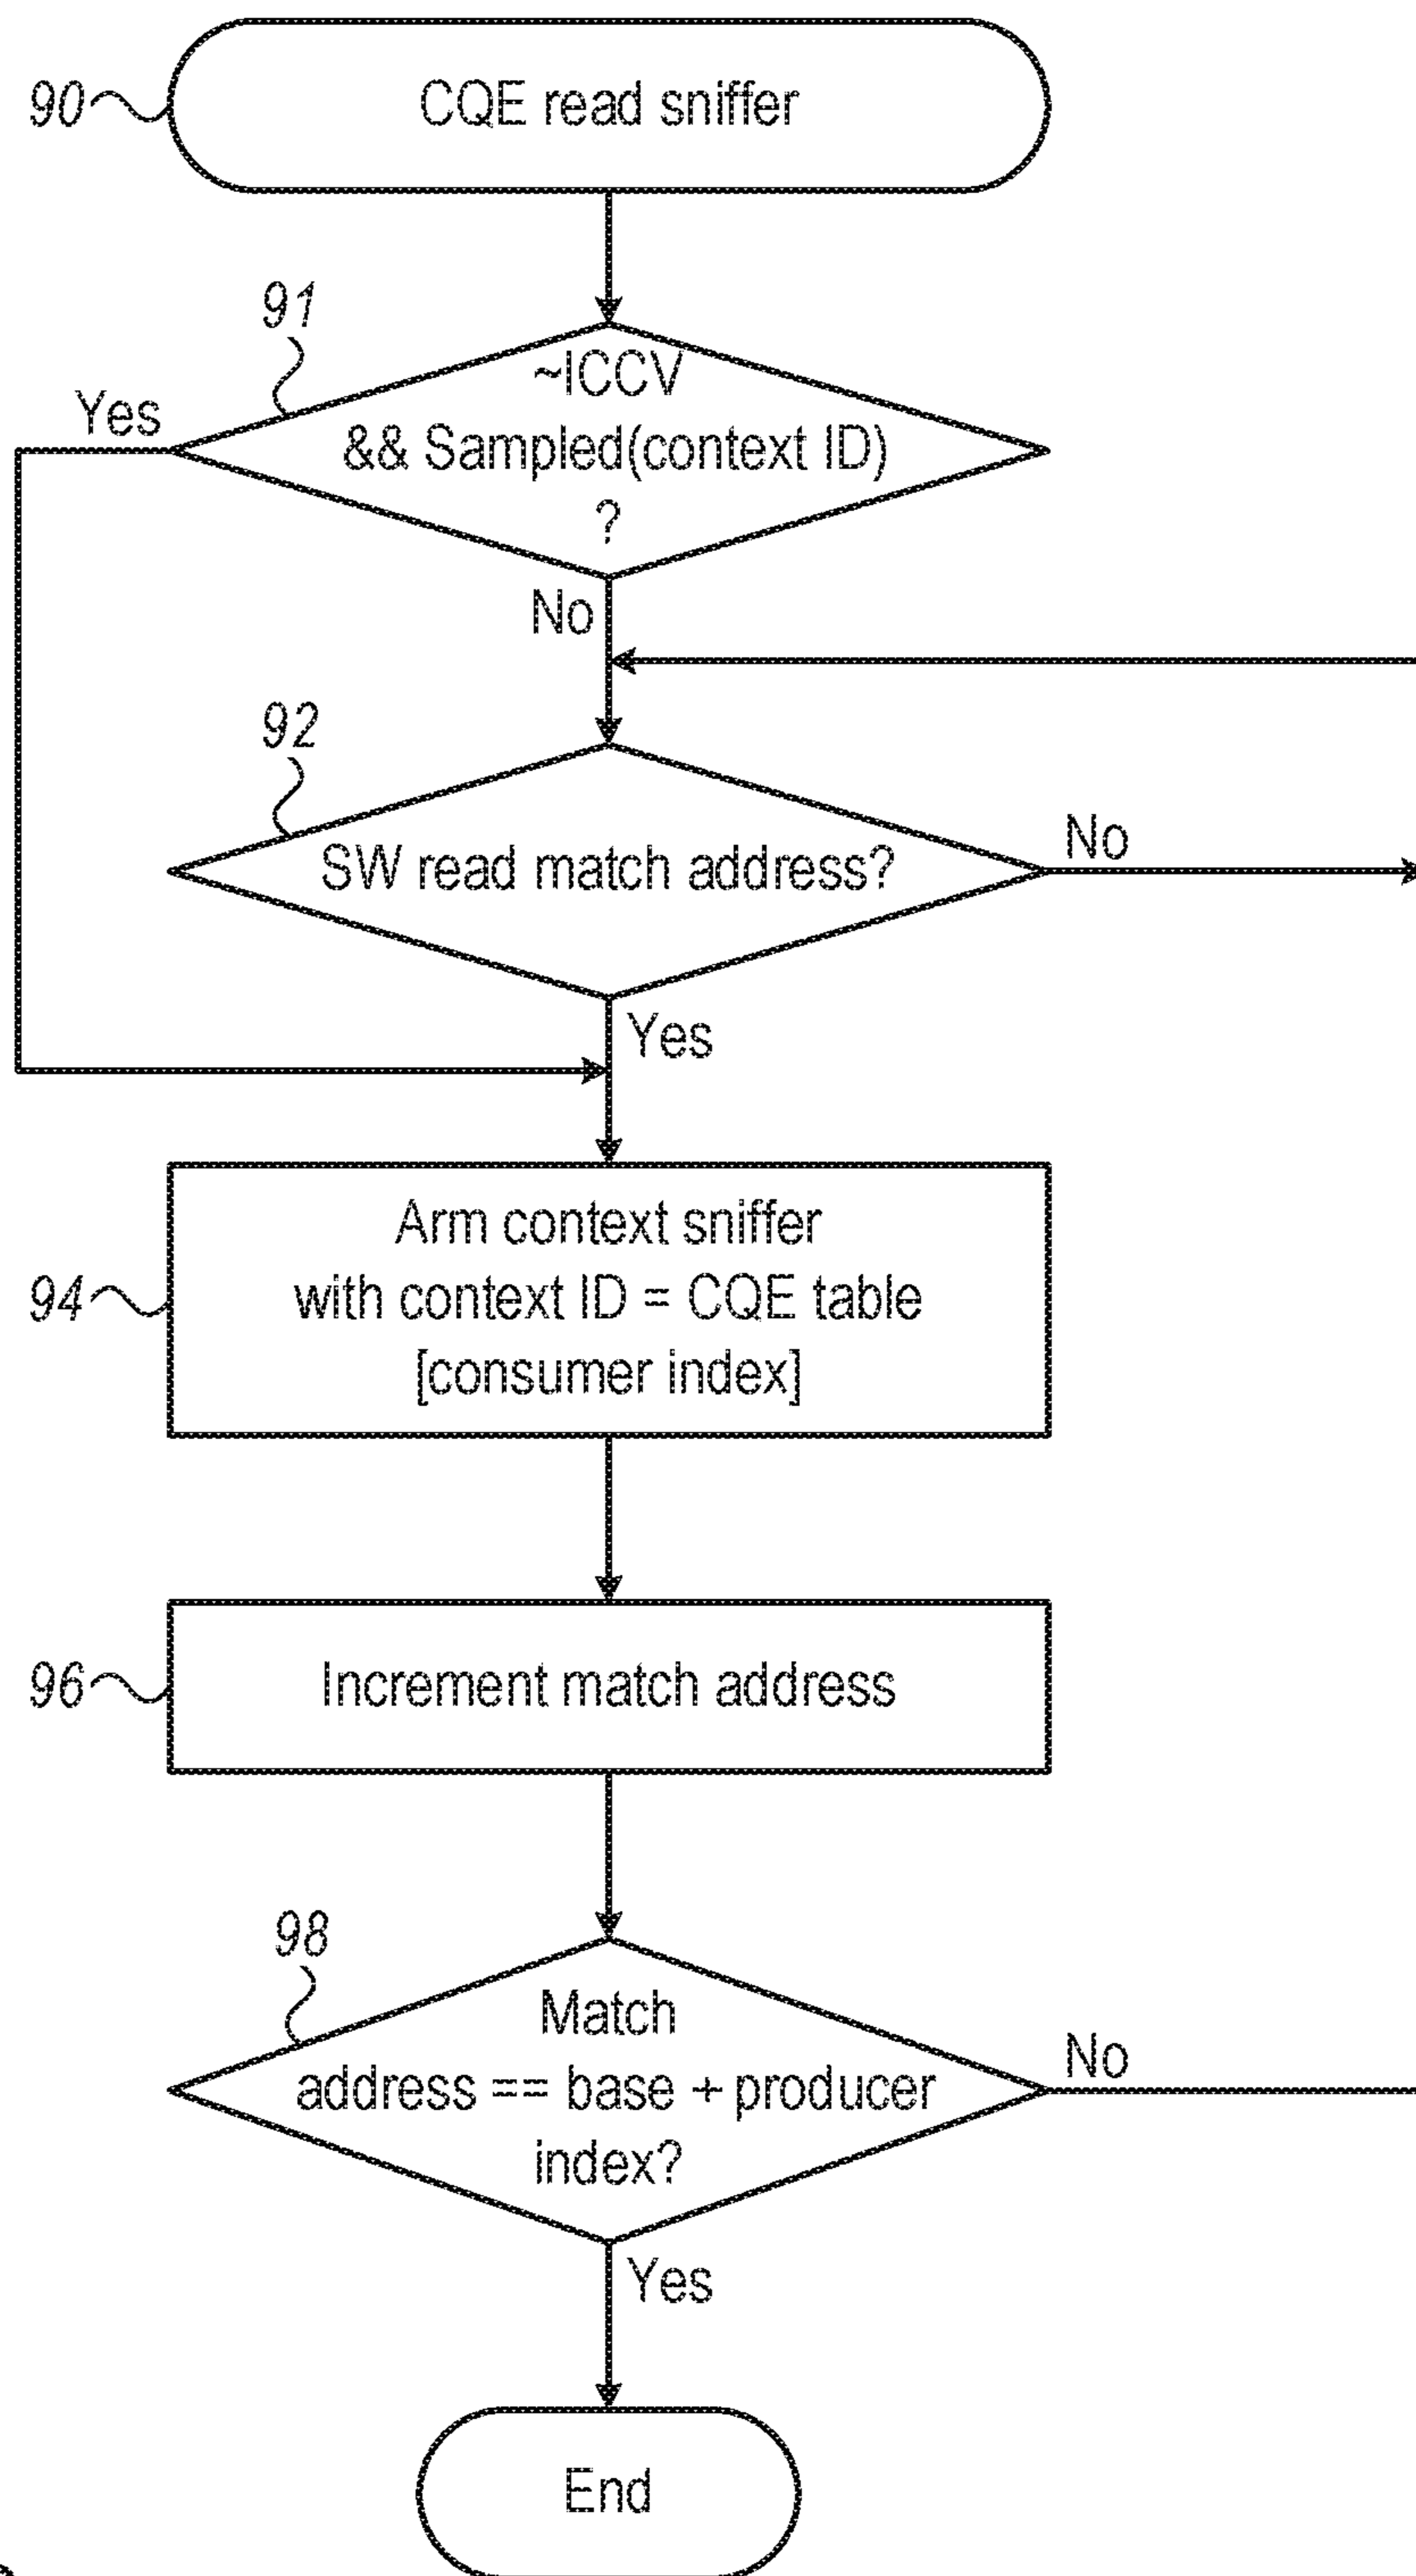 90
CQE read sniffer
91
~ICCV
&& Sampled(context ID)
?
Yes
No
92
SW read match address?
No
Yes
94
Arm context sniffer
with context ID = CQE table
[consumer index]
96
Increment match address
98
Match
address == base + producer
index?
No
Yes
End